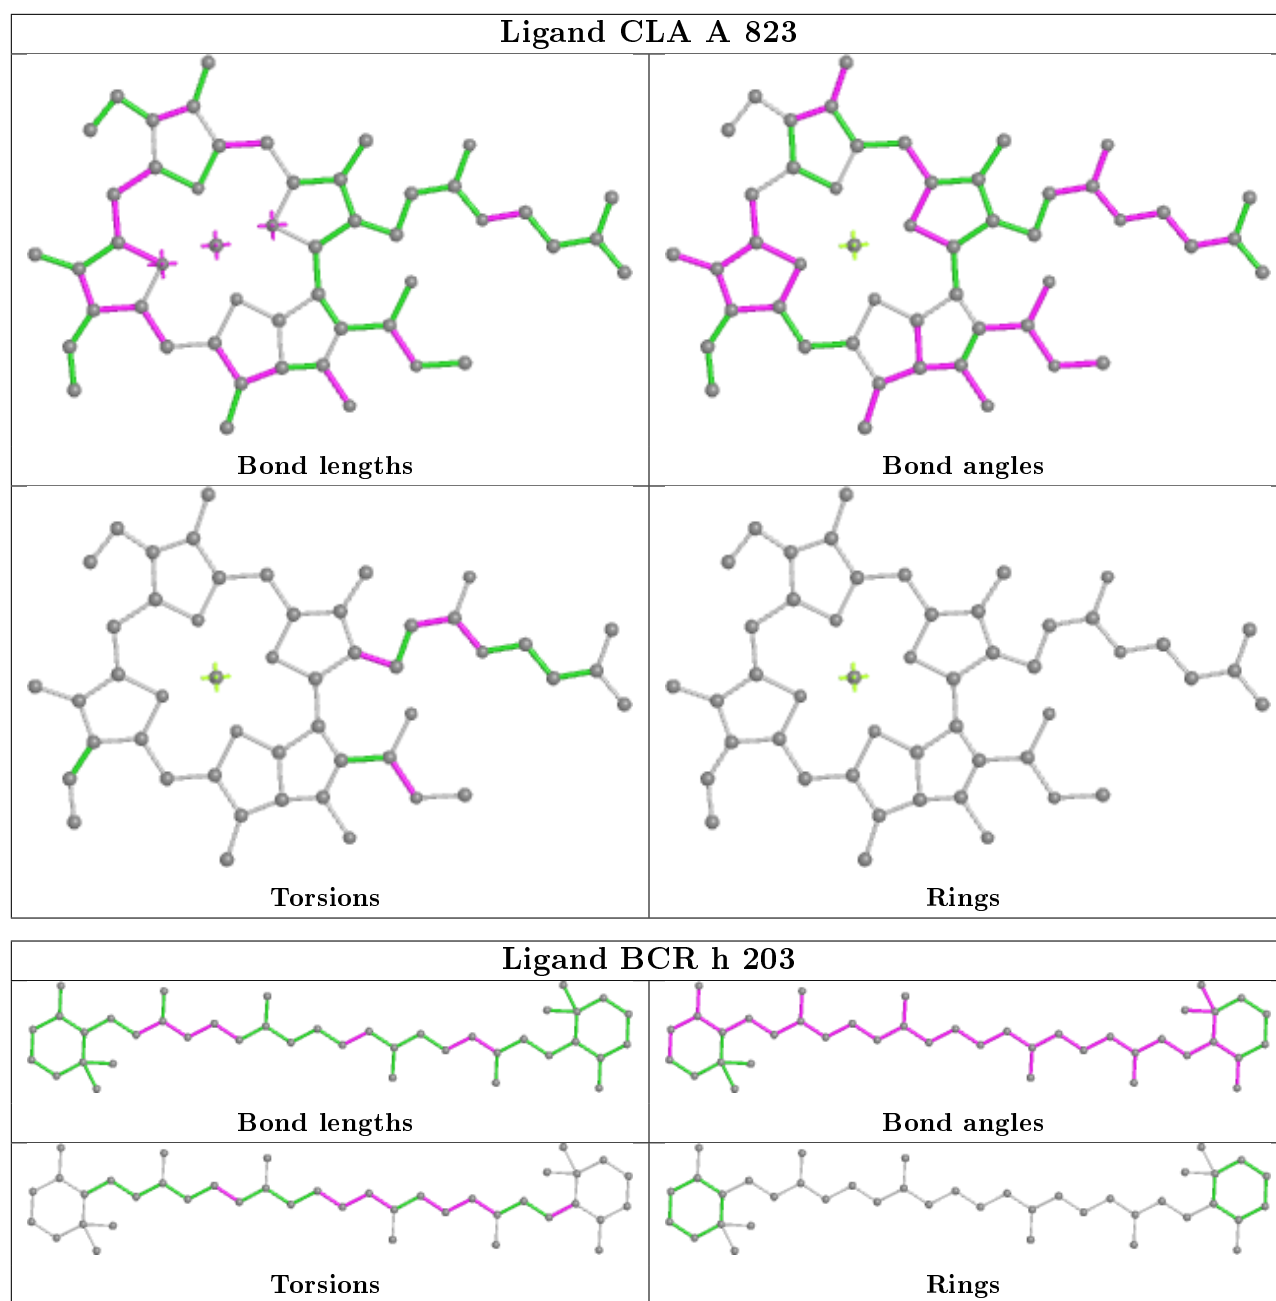 Ligand CLA A 823
Bond lengths
Bond angles
Torsions
Rings
Ligand BCR h 203
Bond lengths
Bond angles
Torsions
Rings